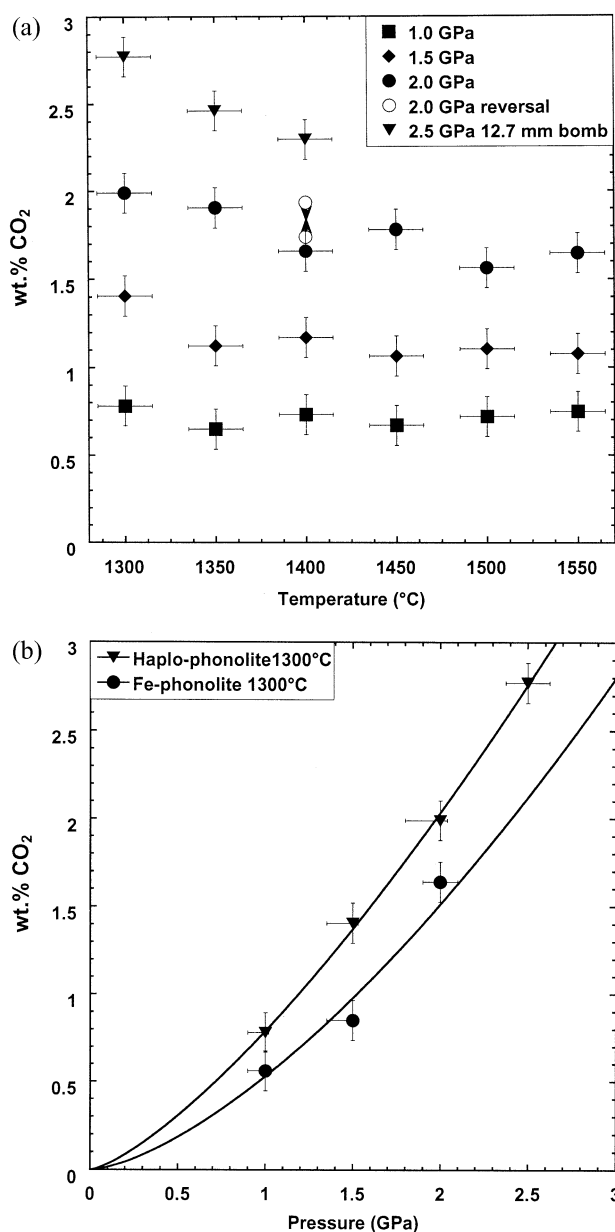 (a)
3
2.5
2
1.5
1
0.5
0
wt.% CO₂
1.0 GPa
1.5 GPa
2.0 GPa
2.0 GPa reversal
2.5 GPa 12.7 mm bomb
1300 1350 1400 1450 1500 1550
Temperature (°C)
(b)
3
2.5
2
1.5
1
0.5
0
wt.% CO₂
Haplo-phonolite1300°C
Fe-phonolite 1300°C
0 0.5 1 1.5 2 2.5 3
Pressure (GPa)